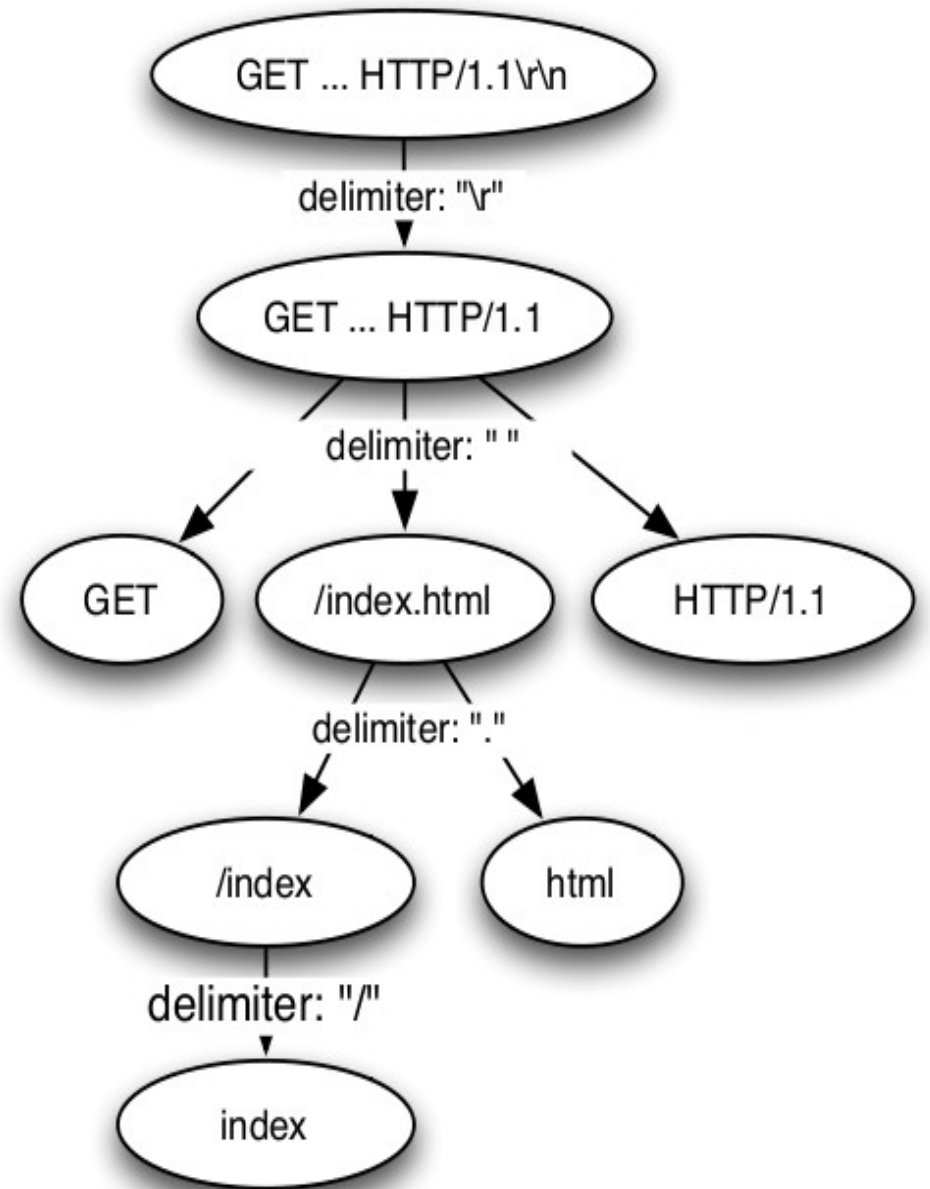 GET ... HTTP/1.1\r\n
delimiter: "\r"
GET ... HTTP/1.1
delimiter: " "
GET
/index.html
HTTP/1.1
delimiter: "."
/index
html
delimiter: "/"
index